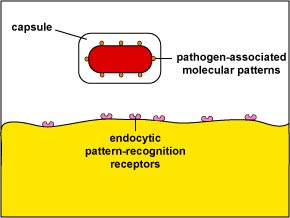 capsule
pathogen-associated
molecular patterns
endocytic
pattern-recognition
receptors